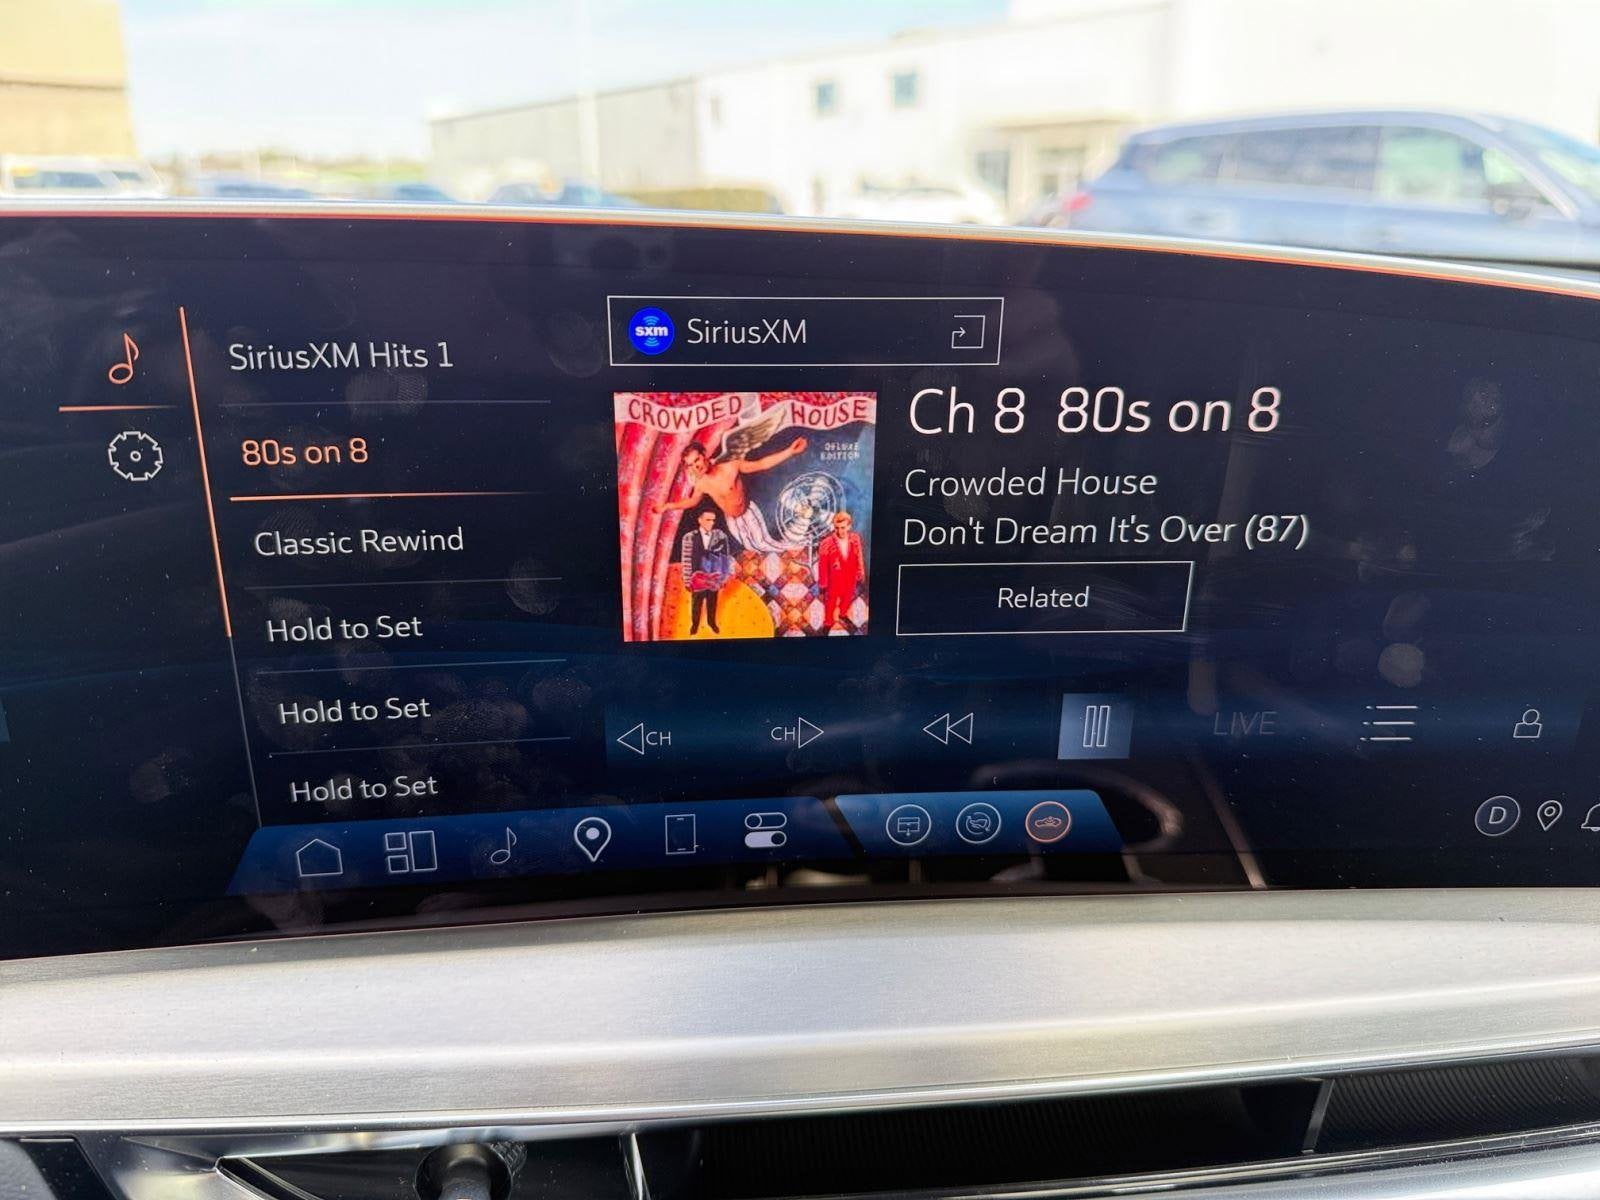 SiriusXM Hits 1
80s on 8
Classic Rewind
Hold to Set
Hold to Set
Hold to Set
sxm SiriusXM
CROWDED HOUSE
DELUXE
EDITION
Ch 8 80s on 8
Crowded House
Don't Dream It's Over (87)
Related
CH
CH
LIVE
D